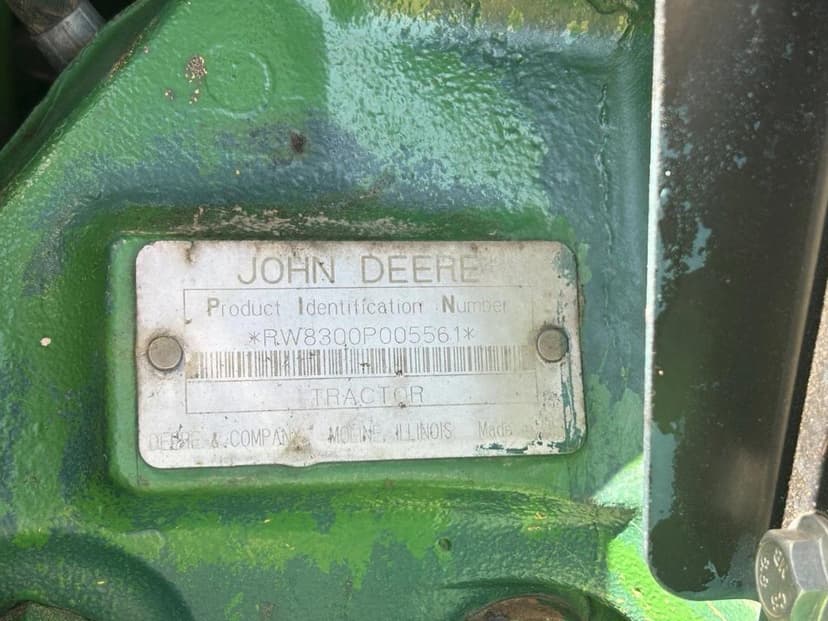 JOHN DEERE
Product Identification Number
*RW8300P005561*
TRACTOR
DEERE & COMPANY MOLINE, ILLINOIS Made